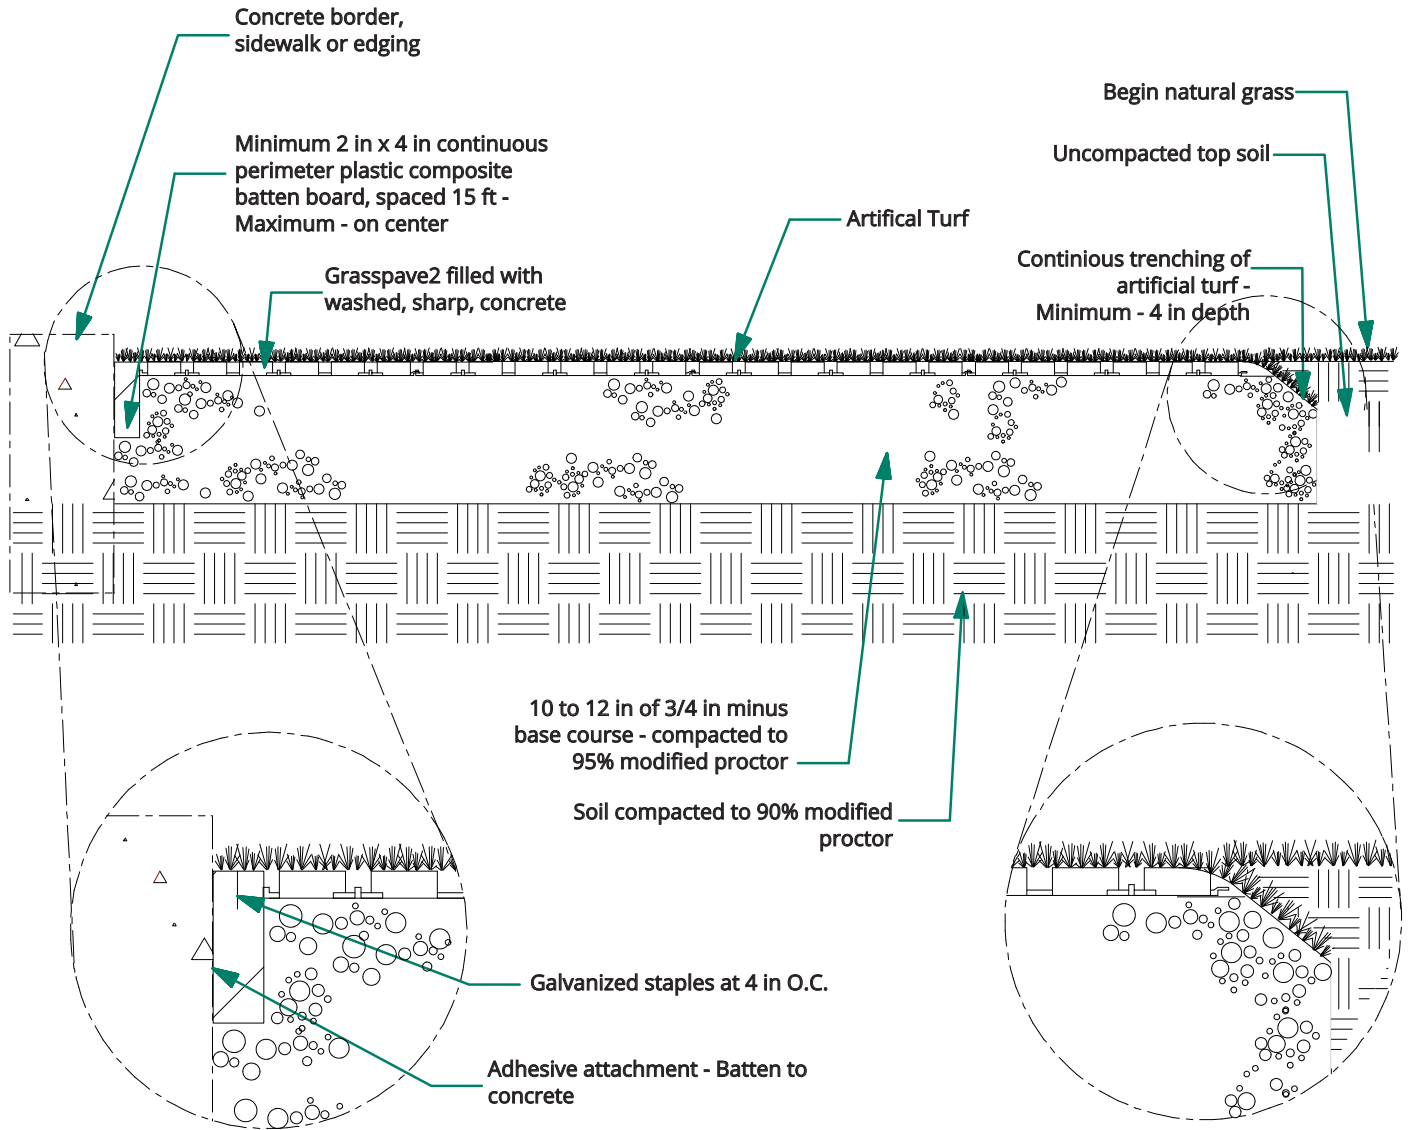 Concrete border,
sidewalk or edging
Begin natural grass
Minimum 2 in x 4 in continuous
perimeter plastic composite
batten board, spaced 15 ft -
Maximum - on center
Uncompacted top soil
Artifical Turf
Grasspave2 filled with
washed, sharp, concrete
Continious trenching of
artificial turf -
Minimum - 4 in depth
10 to 12 in of 3/4 in minus
base course - compacted to
95% modified proctor
Soil compacted to 90% modified
proctor
Galvanized staples at 4 in O.C.
Adhesive attachment - Batten to
concrete